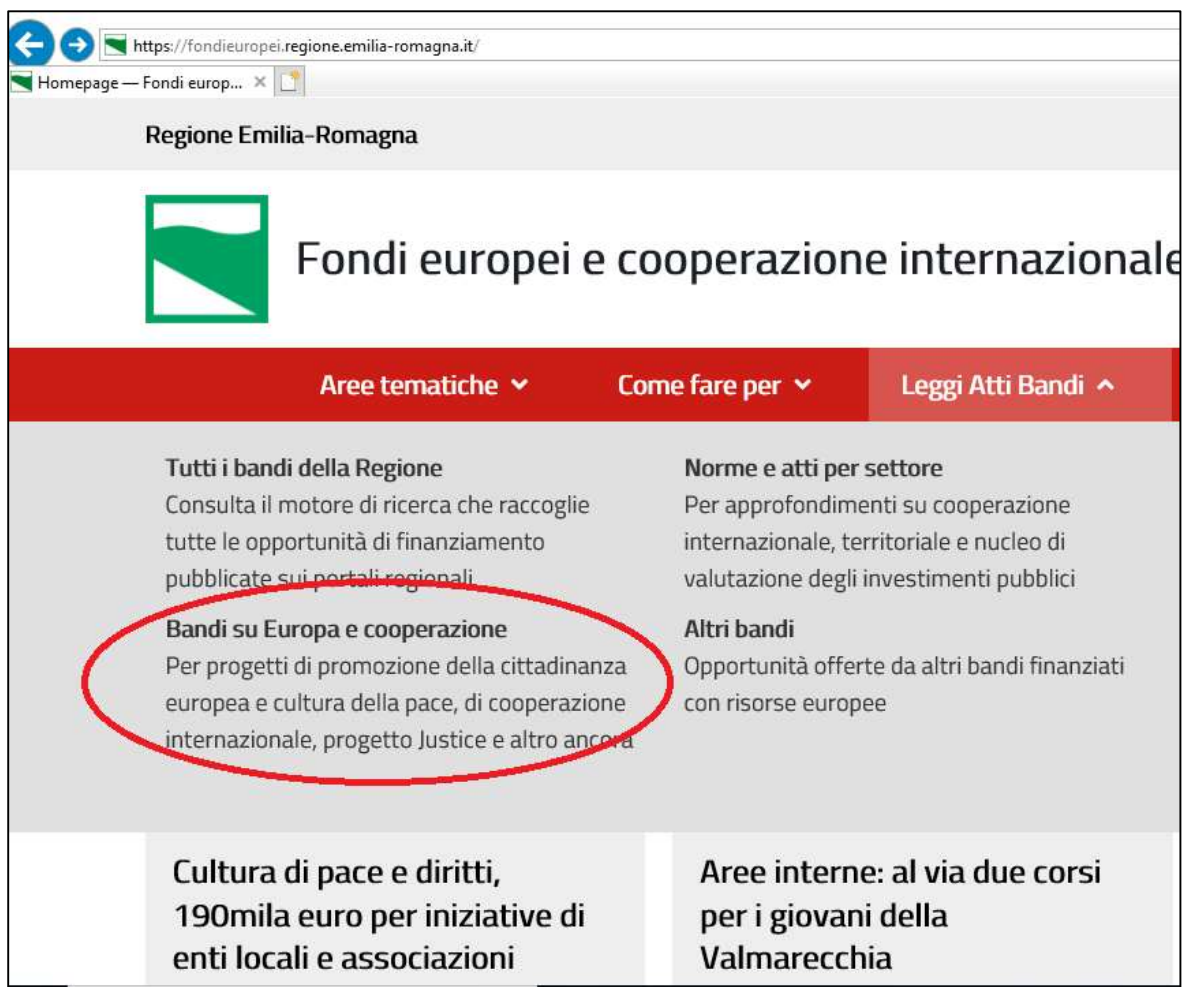 https://fondieuropei.regione.emilia-romagna.it/
Homepage — Fondi europ...
Regione Emilia-Romagna
Fondi europei e cooperazione internazionale
Aree tematiche
Come fare per
Leggi Atti Bandi
Tutti i bandi della Regione
Consulta il motore di ricerca che raccoglie
tutte le opportunità di finanziamento
pubblicate sui portali regionali
Bandi su Europa e cooperazione
Per progetti di promozione della cittadinanza
europea e cultura della pace, di cooperazione
internazionale, progetto Justice e altro ancora
Norme e atti per settore
Per approfondimenti su cooperazione
internazionale, territoriale e nucleo di
valutazione degli investimenti pubblici
Altri bandi
Opportunità offerte da altri bandi finanziati
con risorse europee
Cultura di pace e diritti,
190mila euro per iniziative di
enti locali e associazioni
Aree interne: al via due corsi
per i giovani della
Valmarecchia